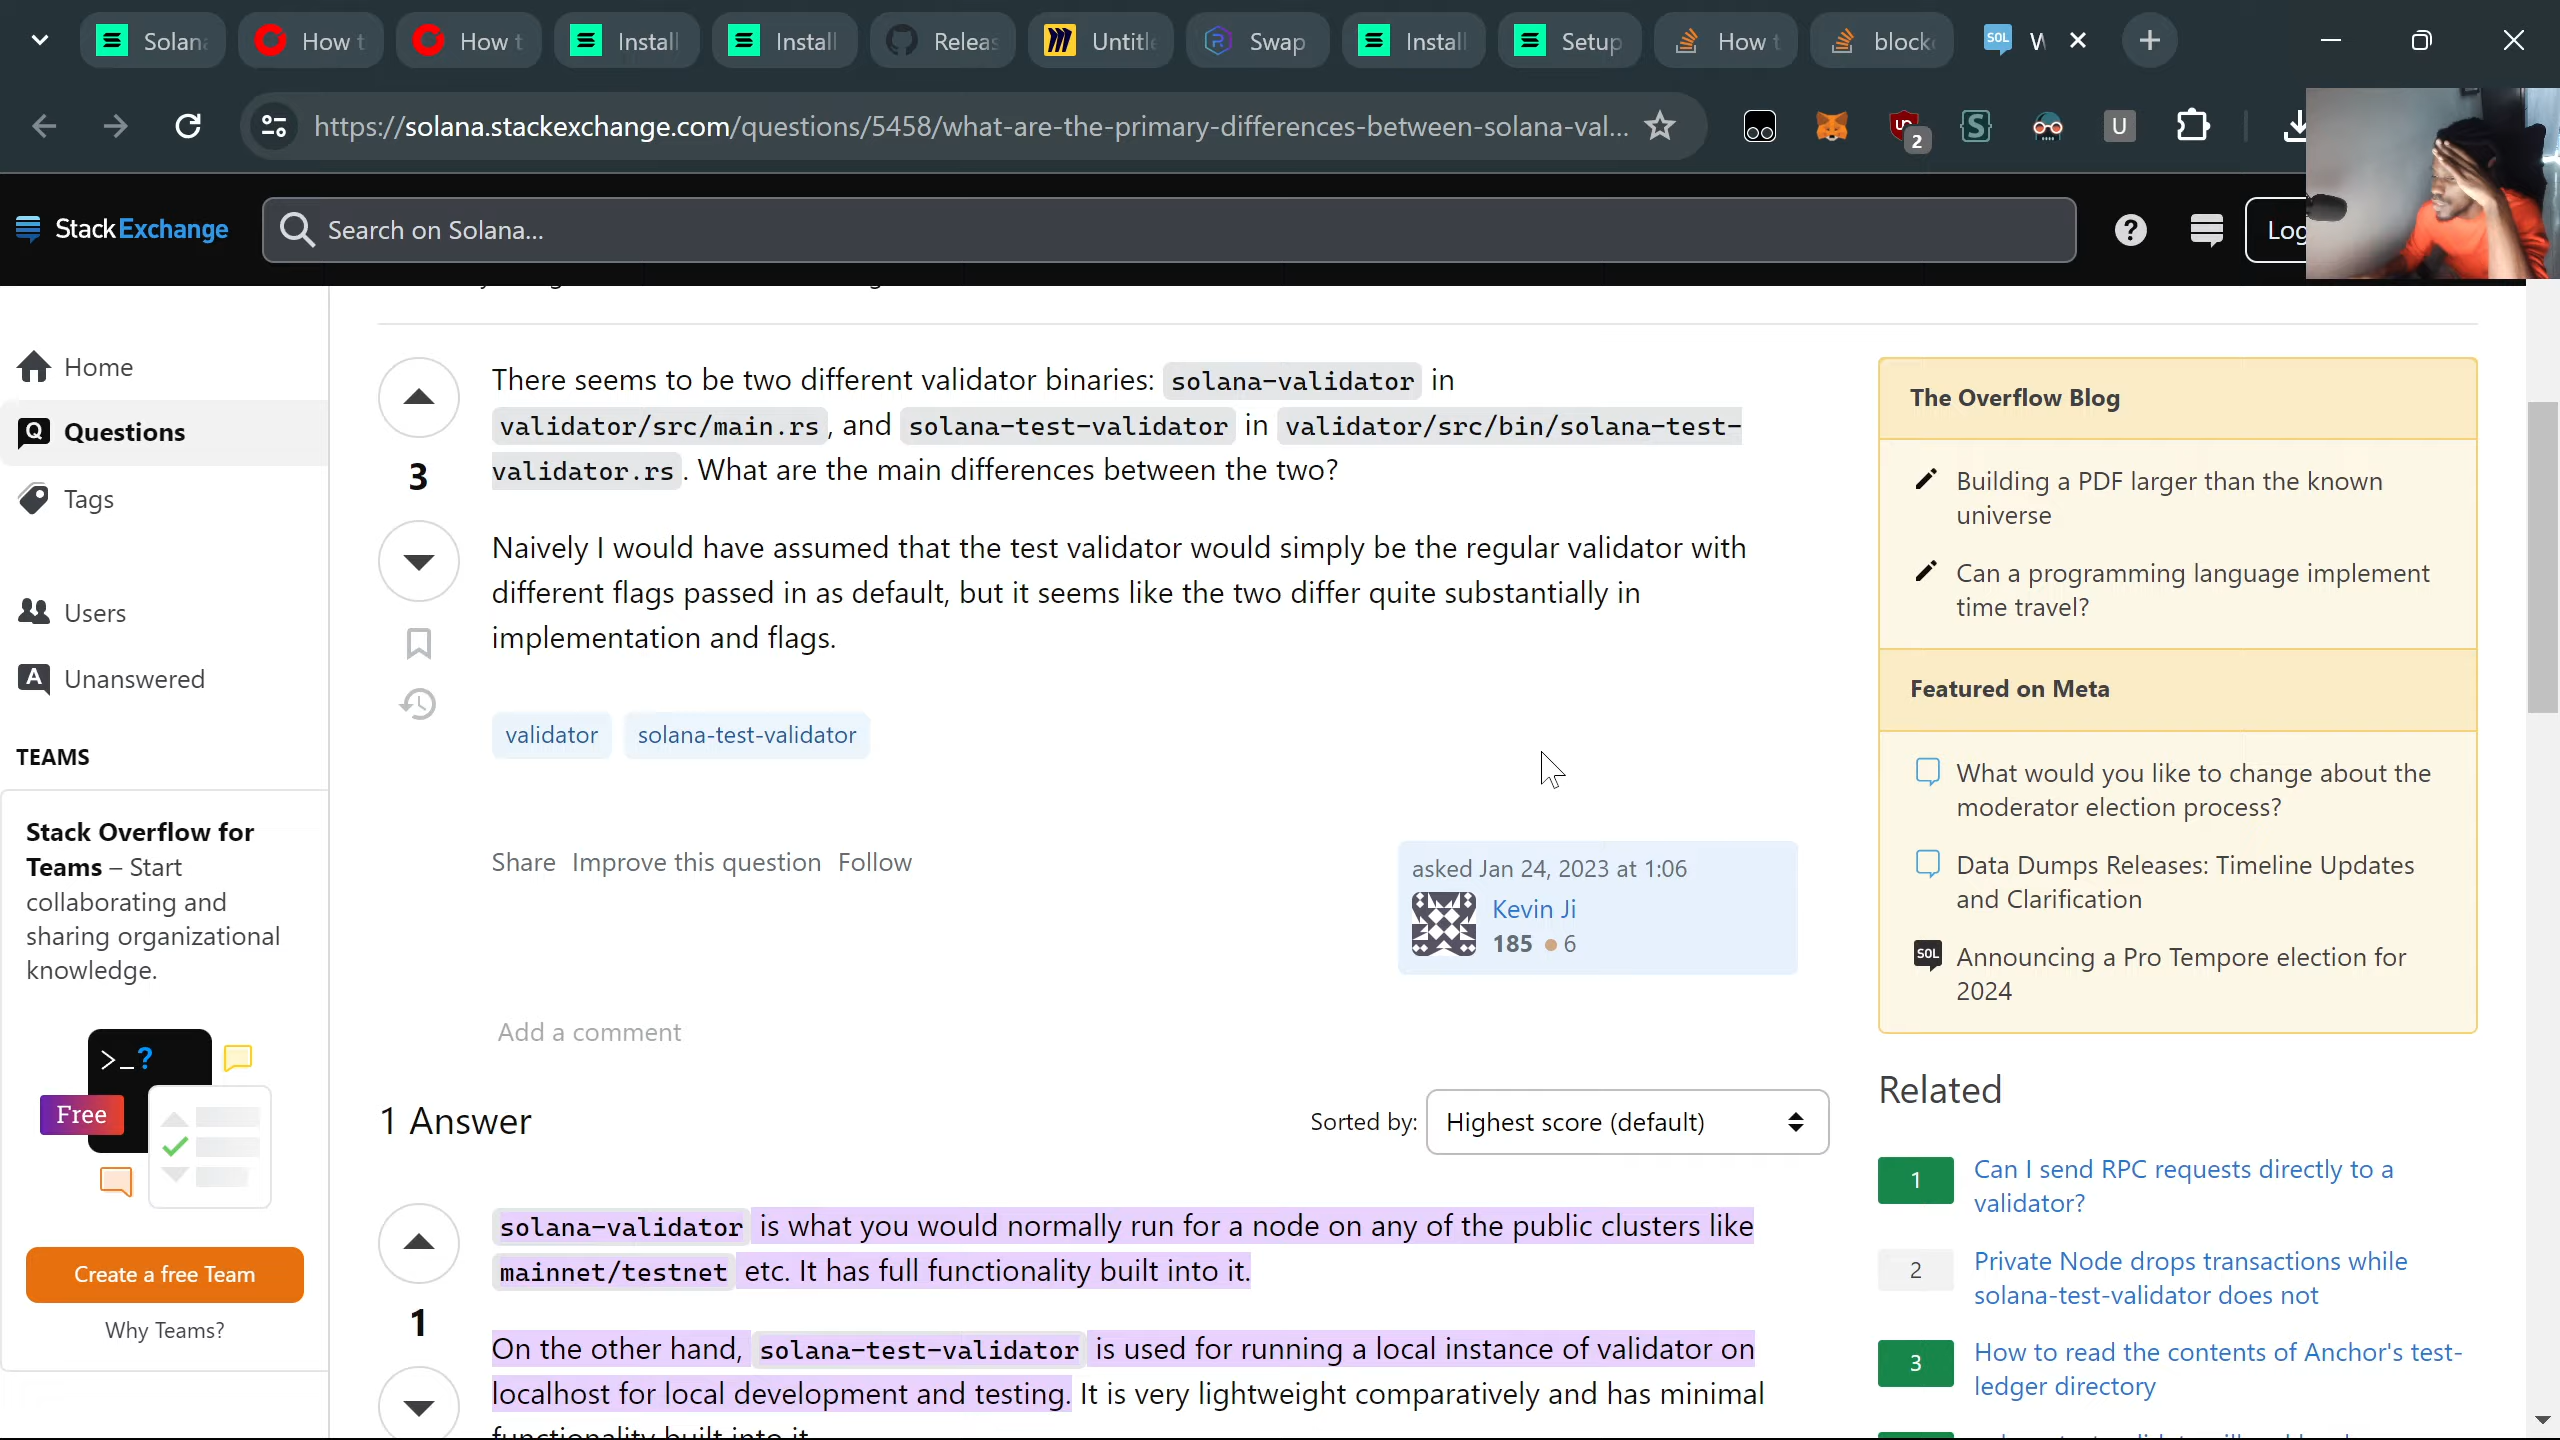 Solan
How t
How t
Install
Install
Releas
Untitle
Swap
Install
Setup
How t
blocke
SOL
W
https://solana.stackexchange.com/questions/5458/what-are-the-primary-differences-between-solana-val...
2
U
StackExchange
Search on Solana...
Log
Home
Questions
Tags
Users
Unanswered
TEAMS
Stack Overflow for
Teams – Start
collaborating and
sharing organizational
knowledge.
>_?
Free
Create a free Team
Why Teams?
There seems to be two different validator binaries: solana-validator in
validator/src/main.rs, and solana-test-validator in validator/src/bin/solana-test-
validator.rs. What are the main differences between the two?
3
Naively I would have assumed that the test validator would simply be the regular validator with
different flags passed in as default, but it seems like the two differ quite substantially in
implementation and flags.
validator solana-test-validator
Share Improve this question Follow
asked Jan 24, 2023 at 1:06
Kevin Ji
185 6
Add a comment
1 Answer
Sorted by: Highest score (default)
solana-validator is what you would normally run for a node on any of the public clusters like
mainnet/testnet etc. It has full functionality built into it.
1
On the other hand, solana-test-validator is used for running a local instance of validator on
localhost for local development and testing. It is very lightweight comparatively and has minimal
functionality built into it.
The Overflow Blog
Building a PDF larger than the known
universe
Can a programming language implement
time travel?
Featured on Meta
What would you like to change about the
moderator election process?
Data Dumps Releases: Timeline Updates
and Clarification
SOL
Announcing a Pro Tempore election for
2024
Related
1
Can I send RPC requests directly to a
validator?
2
Private Node drops transactions while
solana-test-validator does not
3
How to read the contents of Anchor's test-
ledger directory